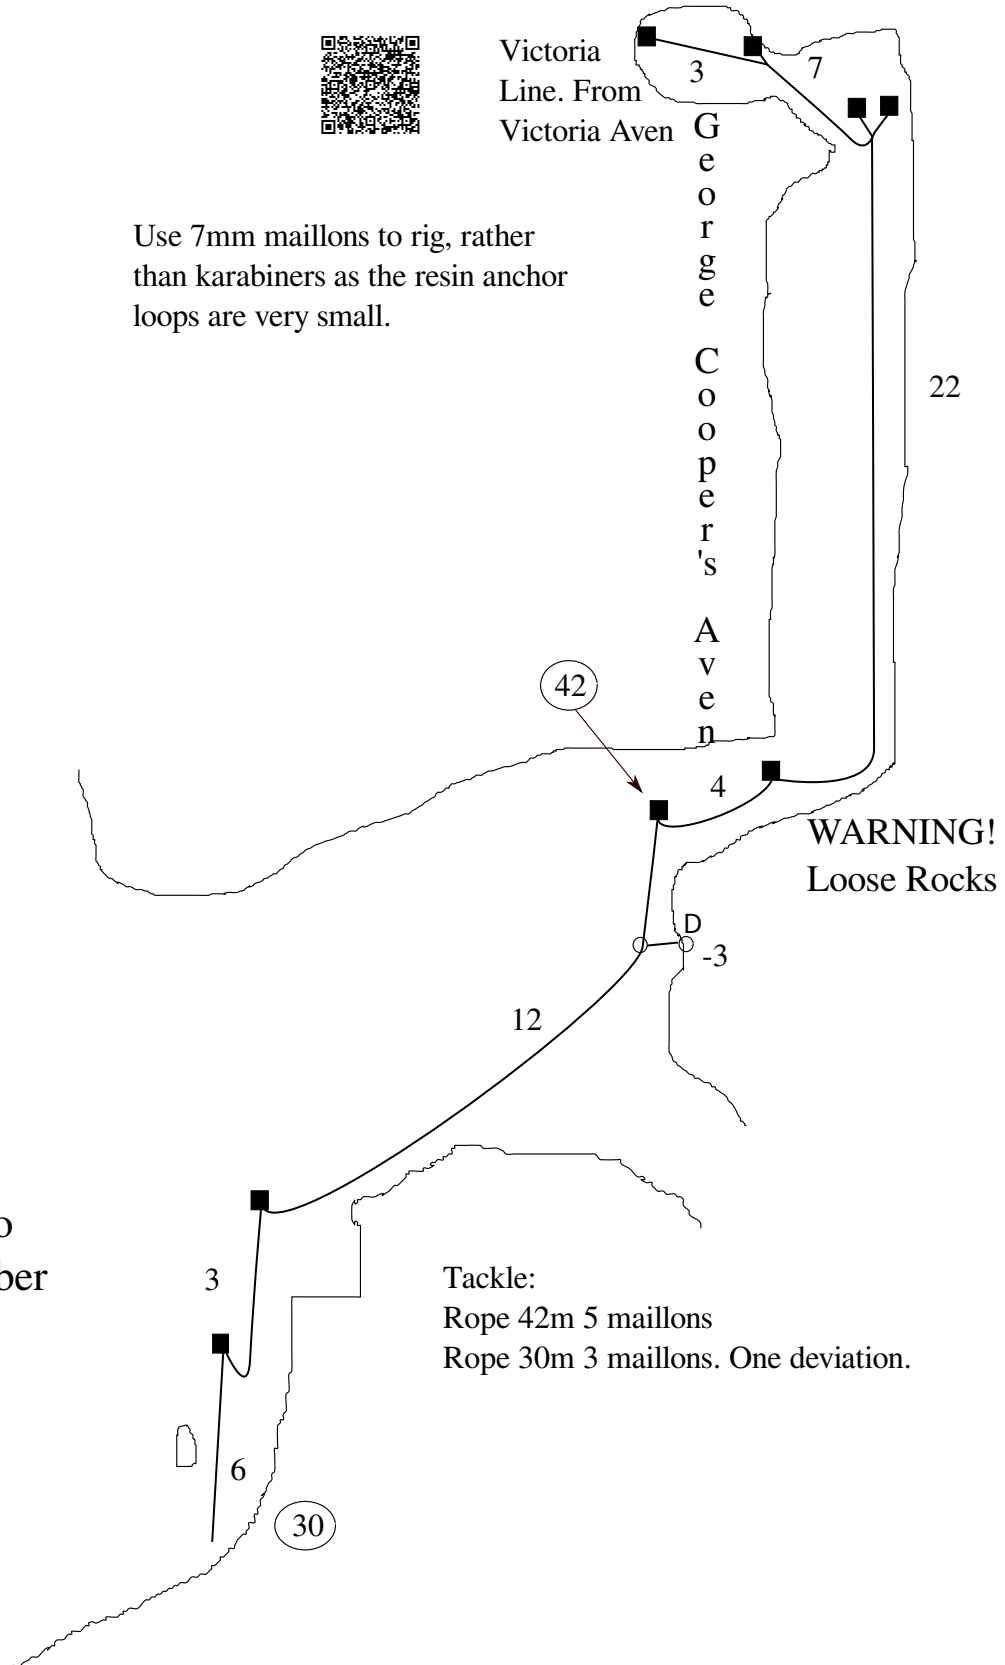 Victoria
Line. From
Victoria Aven
3
7
George Cooper's Aven
Use 7mm maillons to rig, rather
than karabiners as the resin anchor
loops are very small.
22
42
4
WARNING!
Loose Rocks
D
-3
12
3
Tackle:
Rope 42m 5 maillons
Rope 30m 3 maillons. One deviation.
6
30